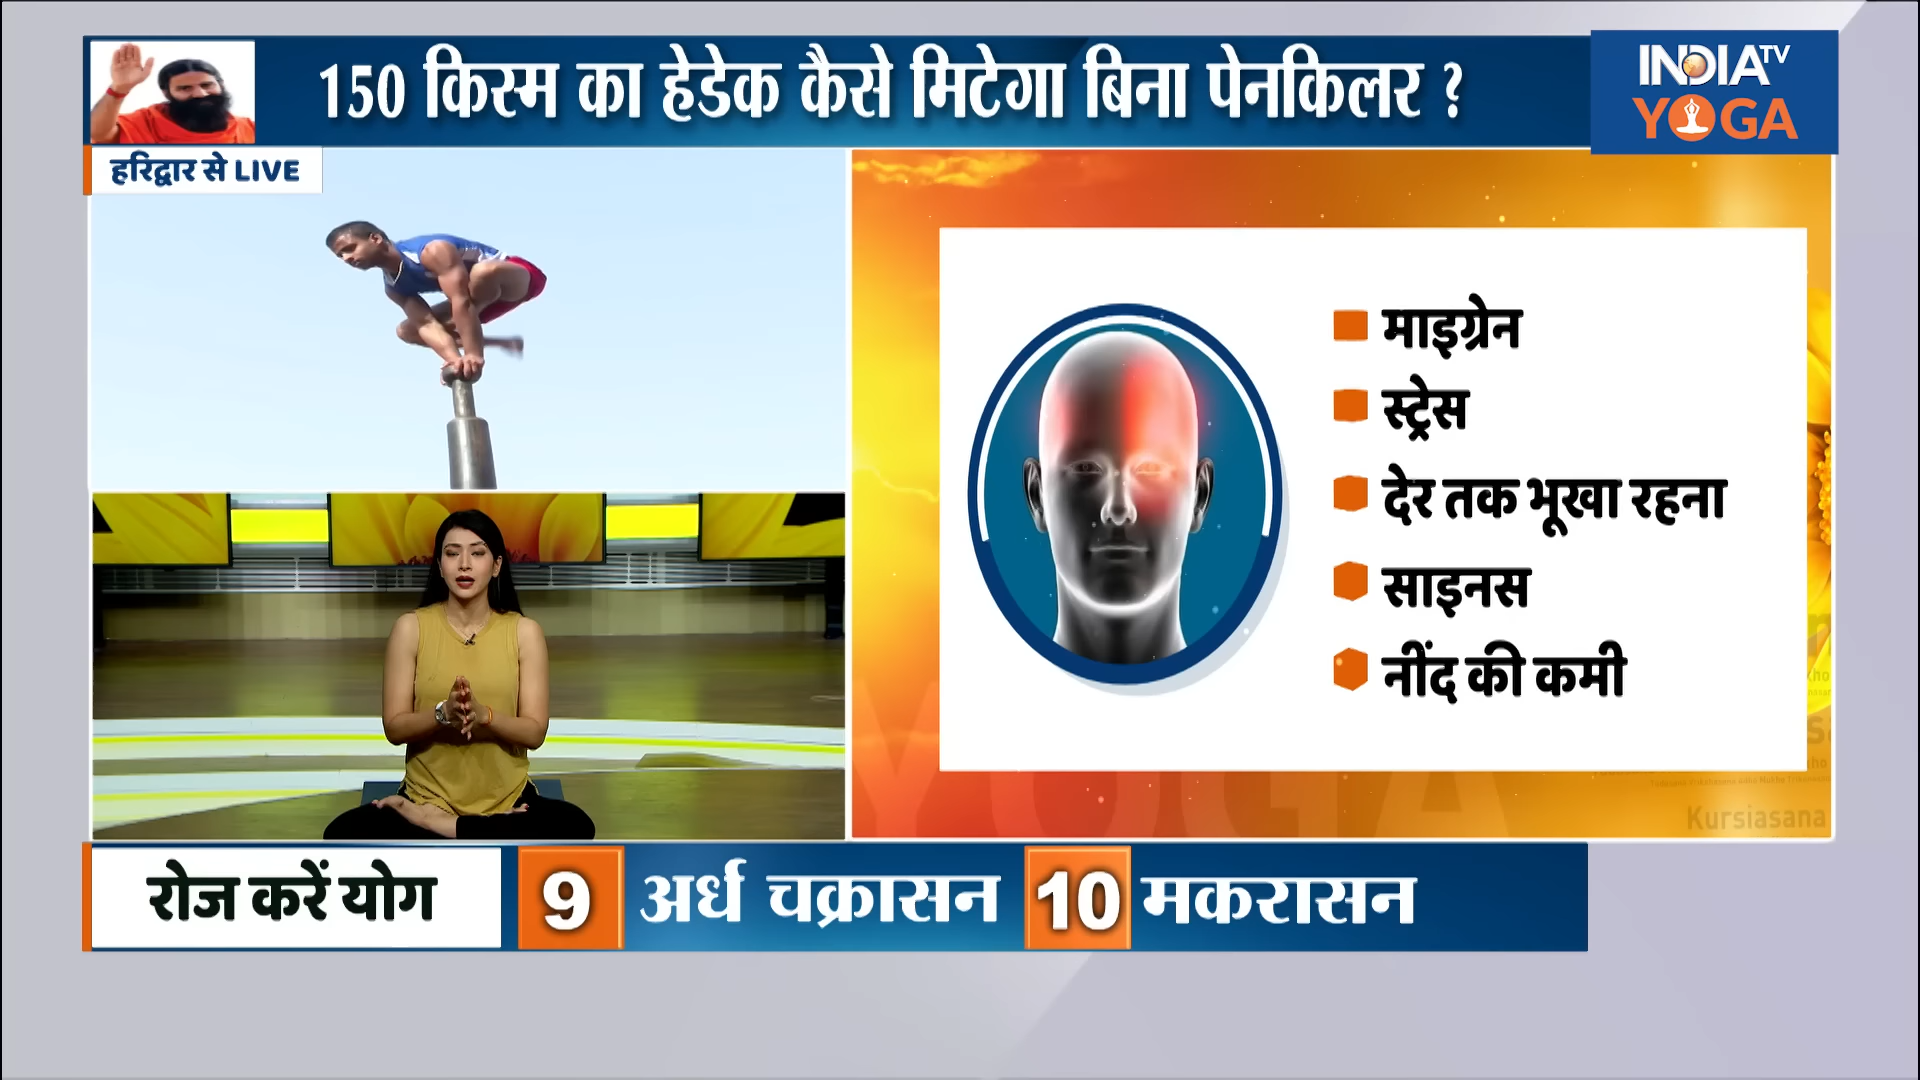 150 किस्म का हेडेक कैसे मिटेगा बिना पेनकिलर ?
INDIA TV
YOGA
हरिद्वार से LIVE
माइग्रेन
स्ट्रेस
देर तक भूखा रहना
साइनस
नींद की कमी
YOGA
Kursiasana
रोज करें योग
9 अर्ध चक्रासन 10 मकरासन